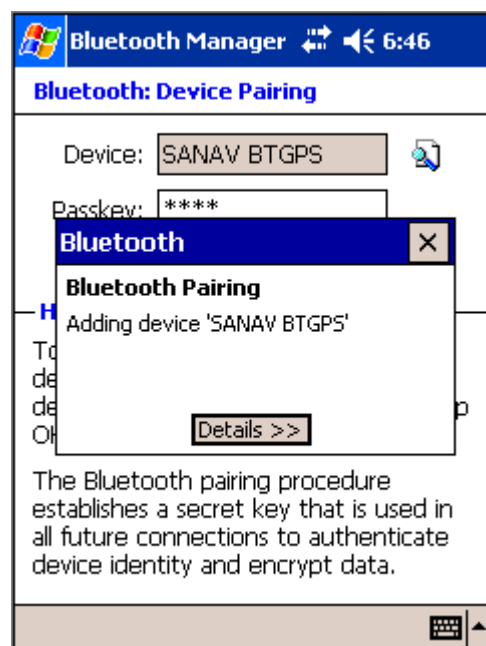 Bluetooth Manager 6:46
Bluetooth: Device Pairing
Device: SANAV BTGPS
Passkey: ****
Bluetooth
Bluetooth Pairing
Adding device 'SANAV BTGPS'
Details >>
The Bluetooth pairing procedure
establishes a secret key that is used in
all future connections to authenticate
device identity and encrypt data.